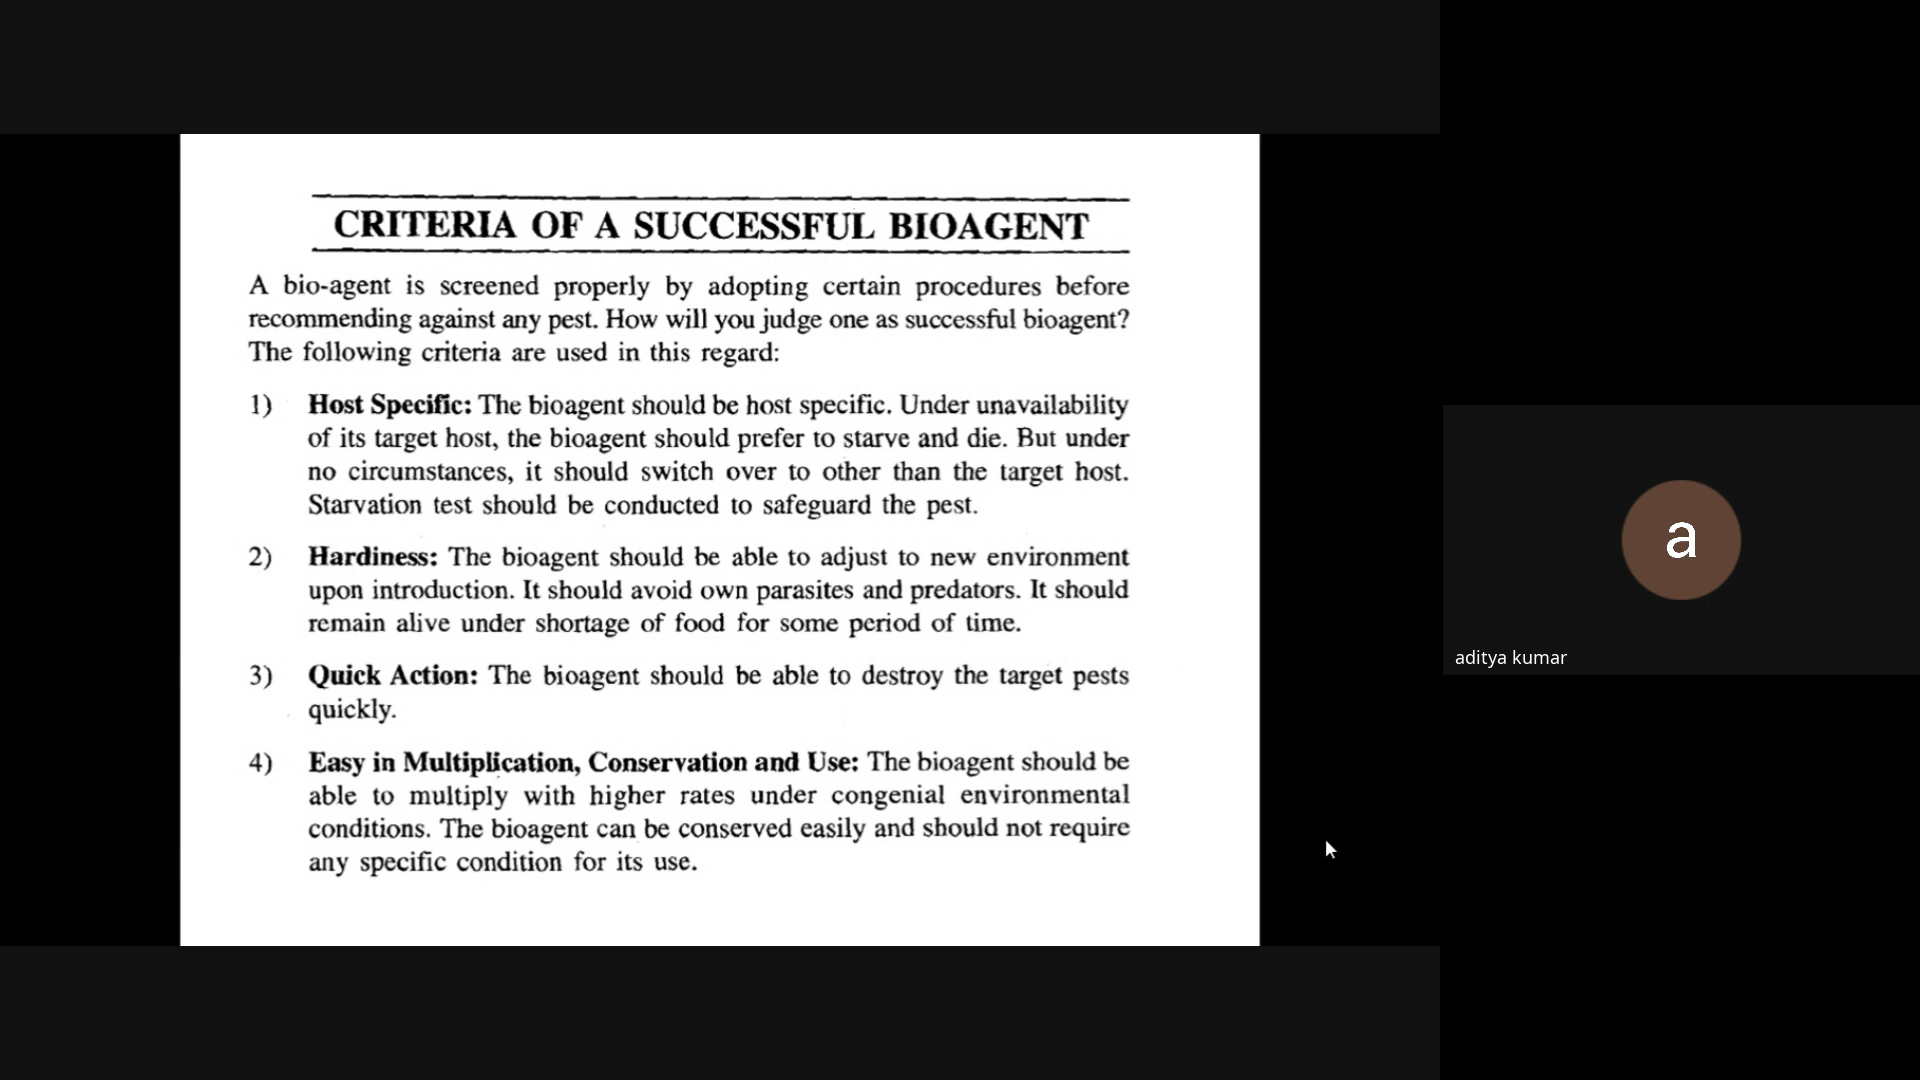 CRITERIA OF A SUCCESSFUL BIOAGENT
A bio-agent is screened properly by adopting certain procedures before
recommending against any pest. How will you judge one as successful bioagent?
The following criteria are used in this regard:
1) Host Specific: The bioagent should be host specific. Under unavailability
of its target host, the bioagent should prefer to starve and die. But under
no circumstances, it should switch over to other than the target host.
Starvation test should be conducted to safeguard the pest.
2) Hardiness: The bioagent should be able to adjust to new environment
upon introduction. It should avoid own parasites and predators. It should
remain alive under shortage of food for some period of time.
3) Quick Action: The bioagent should be able to destroy the target pests
quickly.
4) Easy in Multiplication, Conservation and Use: The bioagent should be
able to multiply with higher rates under congenial environmental
conditions. The bioagent can be conserved easily and should not require
any specific condition for its use.
a
aditya kumar